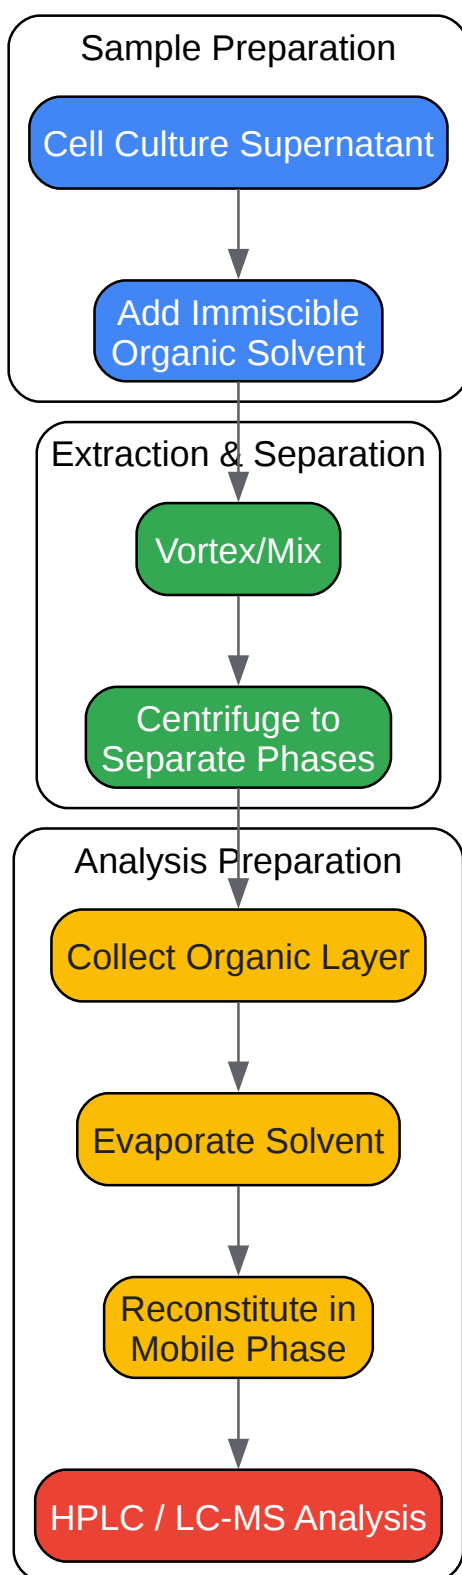 Sample Preparation
Cell Culture Supernatant
Add Immiscible
Organic Solvent
Extraction & Separation
Vortex/Mix
Centrifuge to
Separate Phases
Analysis Preparation
Collect Organic Layer
Evaporate Solvent
Reconstitute in
Mobile Phase
HPLC / LC-MS Analysis